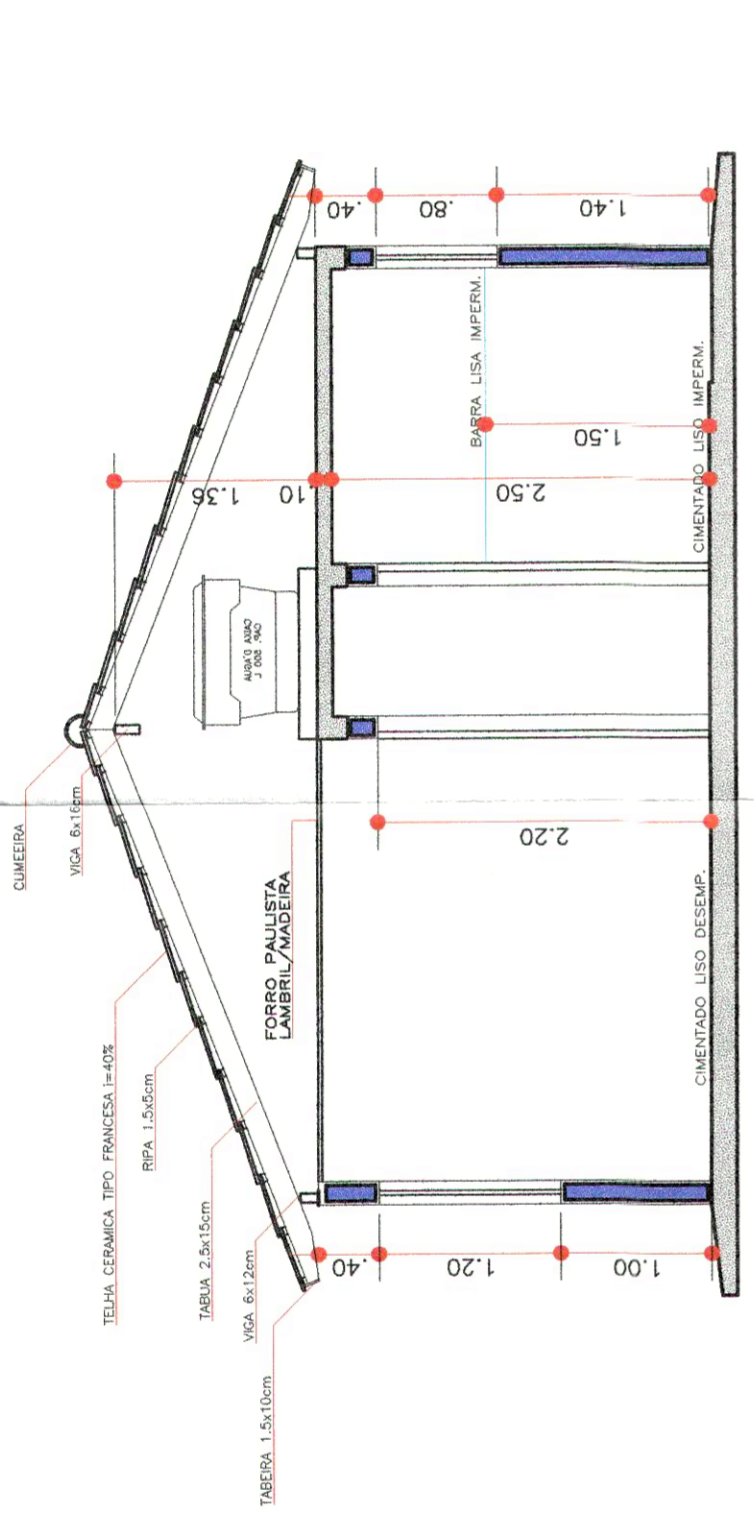 CUMEEIRA
VIGA 6x16cm
TELHA CERAMICA TIPO FRANCESA i=40%
RIPA 1.5x5cm
TABUA 2.5x15cm
VIGA 6x12cm
TABEIRA 1.5x10cm
FORRO PAULISTA
LAMBRIL/MADEIRA
CAIXA D'AGUA
CAP. 500 L
1.36
.10
2.50
1.50
BARRA LISA IMPERM.
CIMENTADO LISO IMPERM.
.40
.80
1.40
2.20
CIMENTADO LISO DESEMP.
.40
1.20
1.00